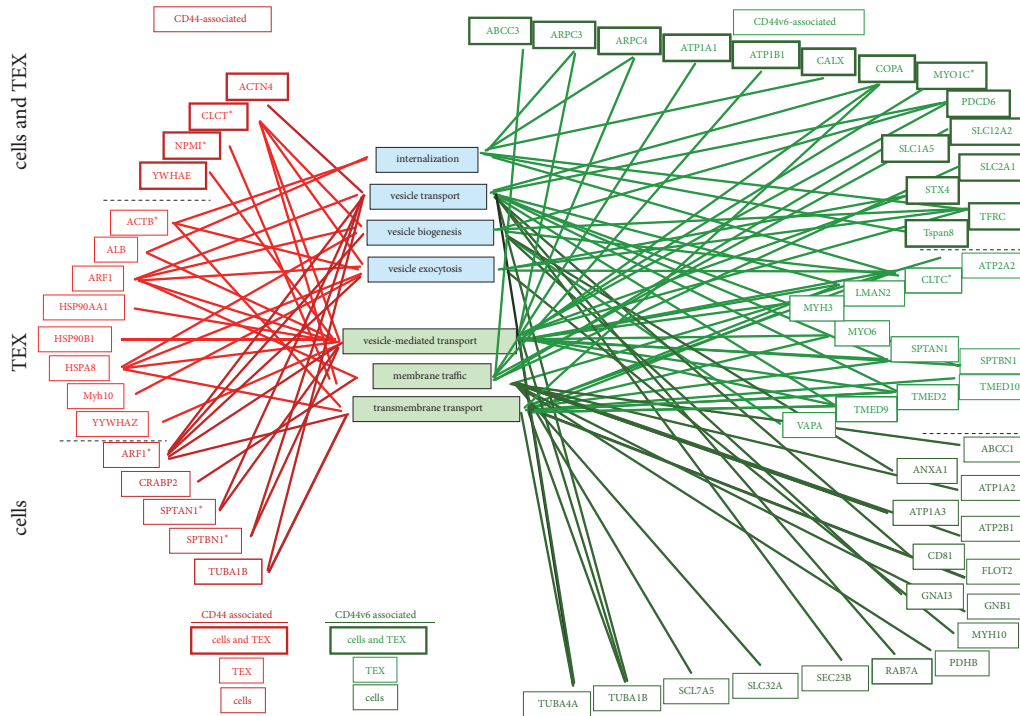 CD44-associated
CD44v6-associated
cells and TEX
TEX
cells
ACTN4
CLCT*
NPMI*
YWHAE
ACTB*
ALB
ARF1
HSP90AA1
HSP90B1
HSPA8
Myh10
YYWHAZ
ARF1*
CRABP2
SPTAN1*
SPTBN1*
TUBA1B
internalization
vesicle transport
vesicle biogenesis
vesicle exocytosis
vesicle-mediated transport
membrane traffic
transmembrane transport
ABCC3
ARPC3
ARPC4
ATP1A1
ATP1B1
CALX
COPA
MYO1C*
PDCD6
SLC12A2
SLC1A5
SLC2A1
STX4
TFRC
Tspan8
ATP2A2
CLTC*
LMAN2
MYH3
MYO6
SPTAN1
SPTBN1
TMED10
TMED2
TMED9
VAPA
ABCC1
ANXA1
ATP1A2
ATP1A3
ATP2B1
CD81
FLOT2
GNAI3
GNB1
MYH10
PDHB
RAB7A
SEC23B
SLC32A
SCL7A5
TUBA1B
TUBA4A
CD44 associated
cells and TEX
TEX
cells
CD44v6 associated
cells and TEX
TEX
cells